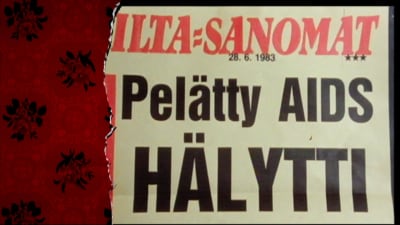 ILTA=SANOMAT
28. 6. 1983 ★★★
Pelätty AIDS
HÄLYTTI